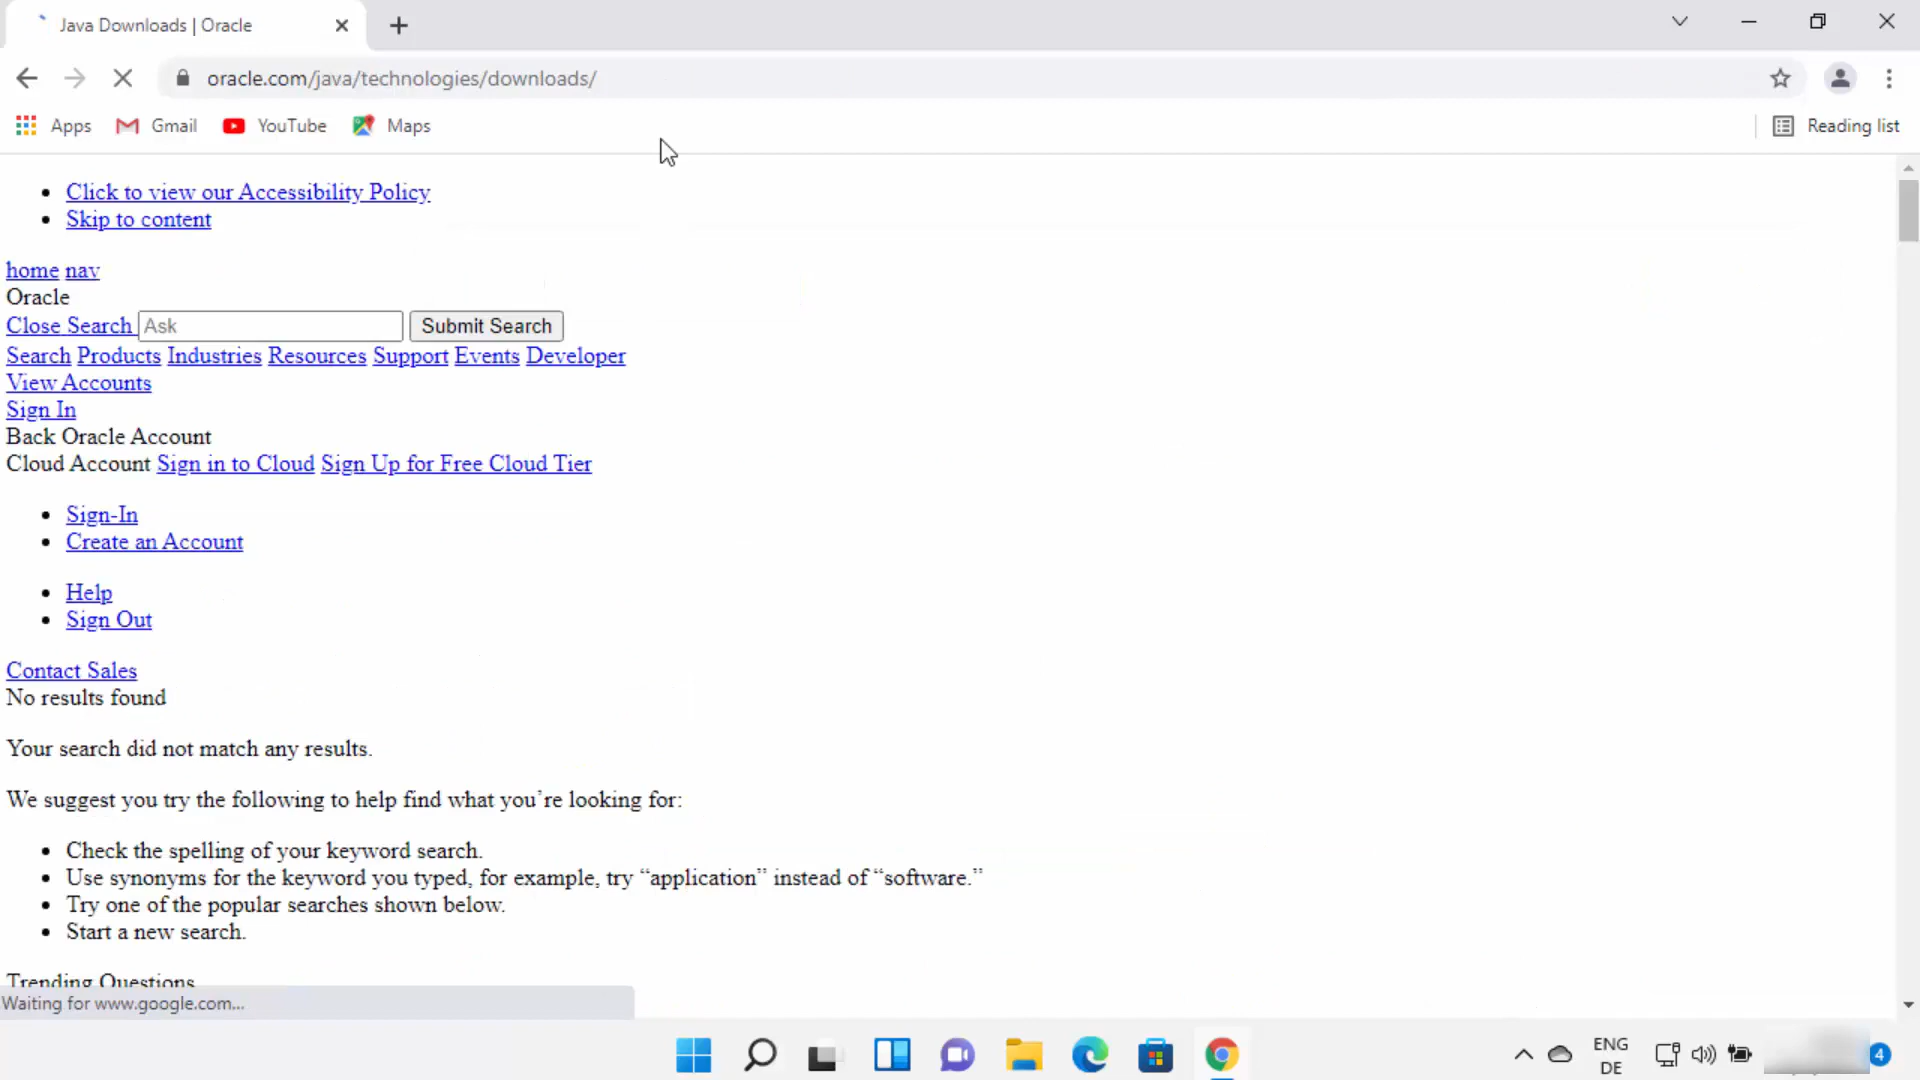 Java Downloads | Oracle
oracle.com/java/technologies/downloads/
Apps Gmail YouTube Maps Reading list
Click to view our Accessibility Policy
Skip to content
home nav
Oracle
Close Search Ask Submit Search
Search Products Industries Resources Support Events Developer
View Accounts
Sign In
Back Oracle Account
Cloud Account Sign in to Cloud Sign Up for Free Cloud Tier
Sign-In
Create an Account
Help
Sign Out
Contact Sales
No results found
Your search did not match any results.
We suggest you try the following to help find what you’re looking for:
Check the spelling of your keyword search.
Use synonyms for the keyword you typed, for example, try “application” instead of “software.”
Try one of the popular searches shown below.
Start a new search.
Trending Questions
Waiting for www.google.com...
ENG
DE
4